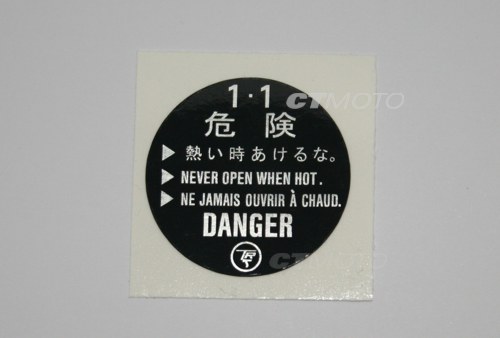 1・1
危険
▶熱い時あけるな。
▶NEVER OPEN WHEN HOT.
▶NE JAMAIS OUVRIR À CHAUD.
DANGER
CTMOTO
CTMOTO